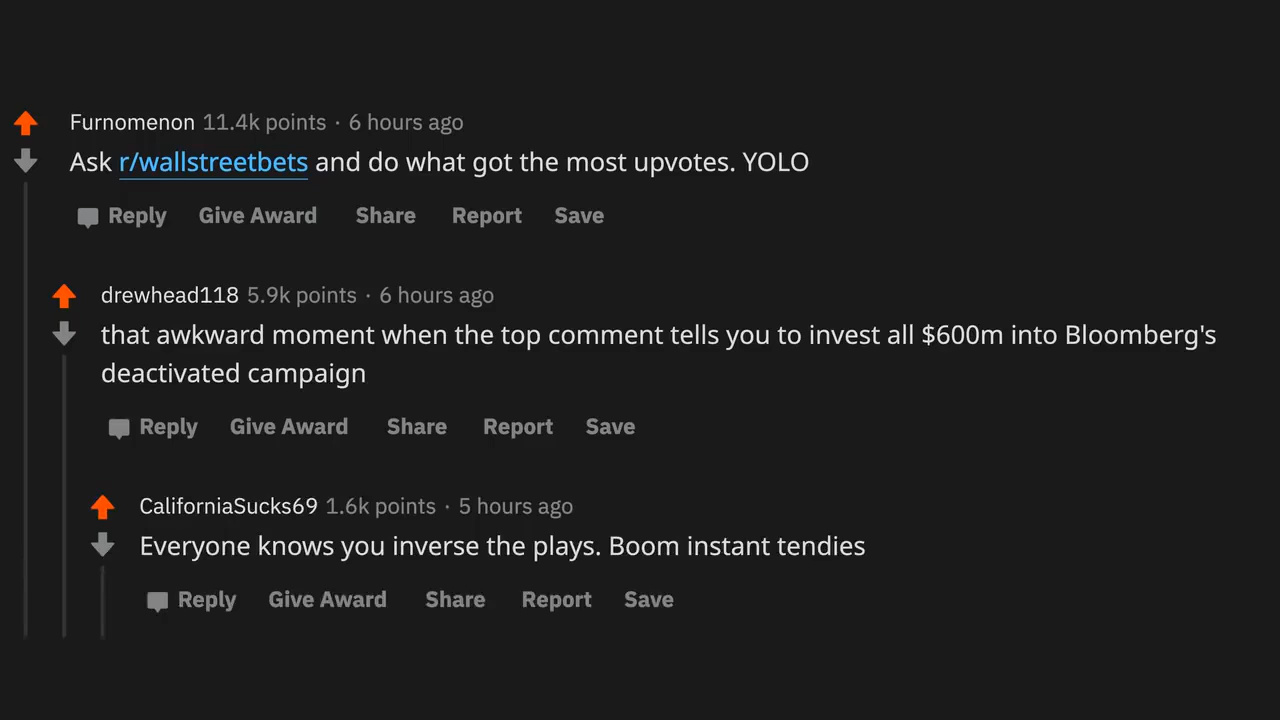 Furnomenon 11.4k points · 6 hours ago
Ask r/wallstreetbets and do what got the most upvotes. YOLO
Reply Give Award Share Report Save
drewhead118 5.9k points · 6 hours ago
that awkward moment when the top comment tells you to invest all $600m into Bloomberg's
deactivated campaign
Reply Give Award Share Report Save
CaliforniaSucks69 1.6k points · 5 hours ago
Everyone knows you inverse the plays. Boom instant tendies
Reply Give Award Share Report Save